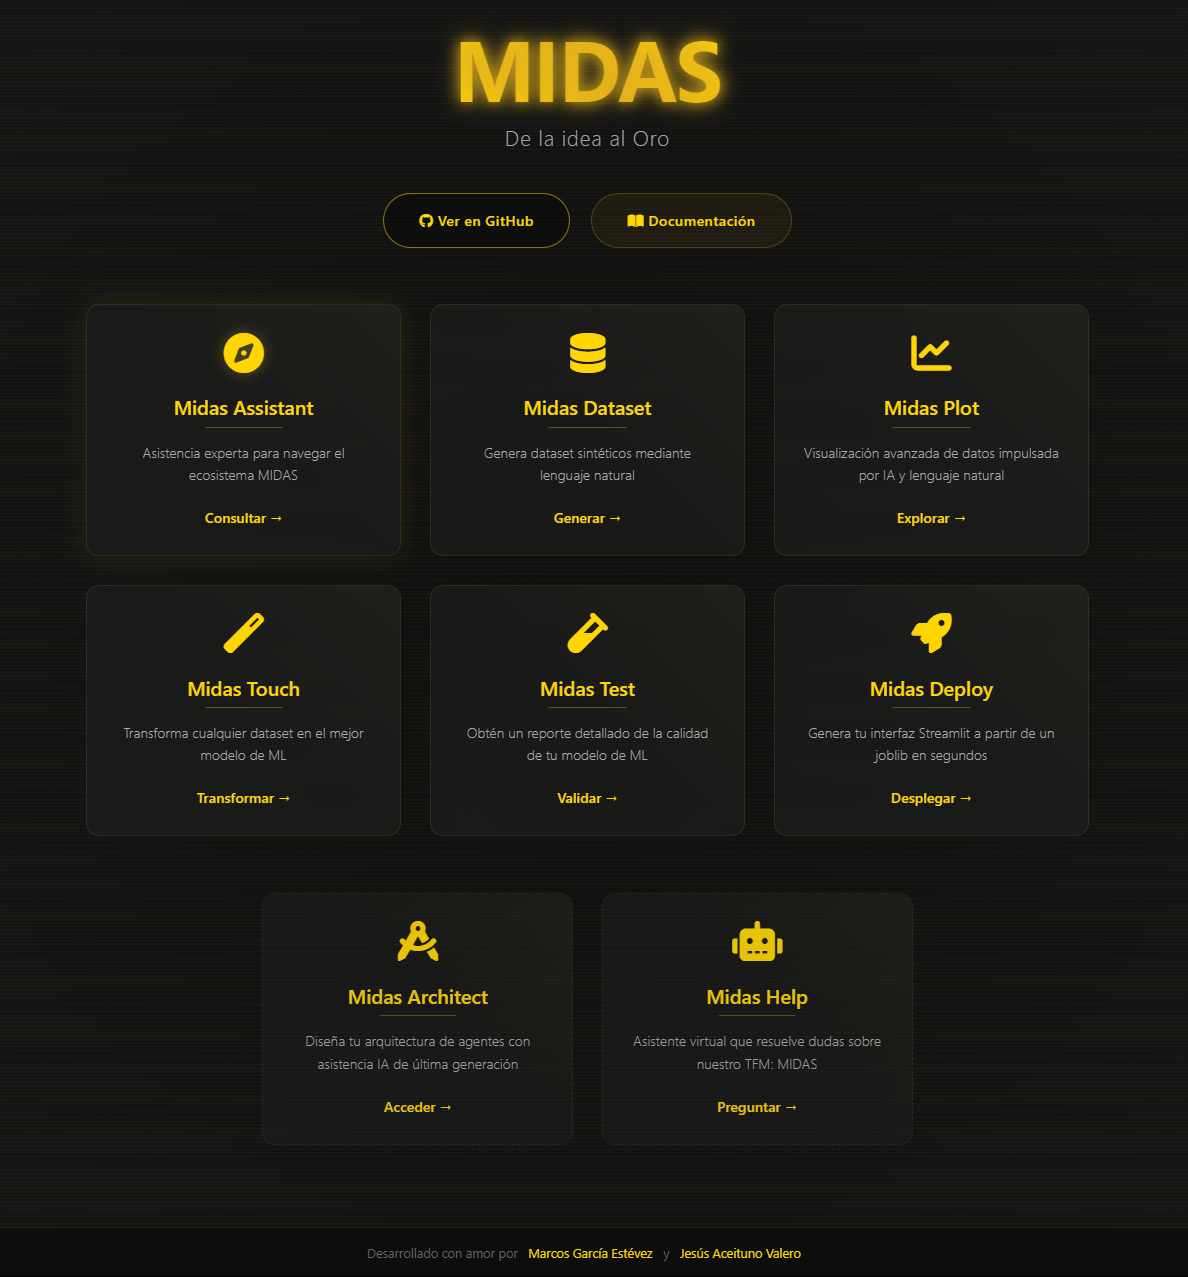 MIDAS
De la idea al Oro
Ver en GitHub
Documentación
Midas Assistant
Asistencia experta para navegar el
ecosistema MIDAS
Consultar →
Midas Dataset
Genera dataset sintéticos mediante
lenguaje natural
Generar →
Midas Plot
Visualización avanzada de datos impulsada
por IA y lenguaje natural
Explorar →
Midas Touch
Transforma cualquier dataset en el mejor
modelo de ML
Transformar →
Midas Test
Obtén un reporte detallado de la calidad
de tu modelo de ML
Validar →
Midas Deploy
Genera tu interfaz Streamlit a partir de un
joblib en segundos
Desplegar →
Midas Architect
Diseña tu arquitectura de agentes con
asistencia IA de última generación
Acceder →
Midas Help
Asistente virtual que resuelve dudas sobre
nuestro TFM: MIDAS
Preguntar →
Desarrollado con amor por Marcos García Estévez y Jesús Aceituno Valero